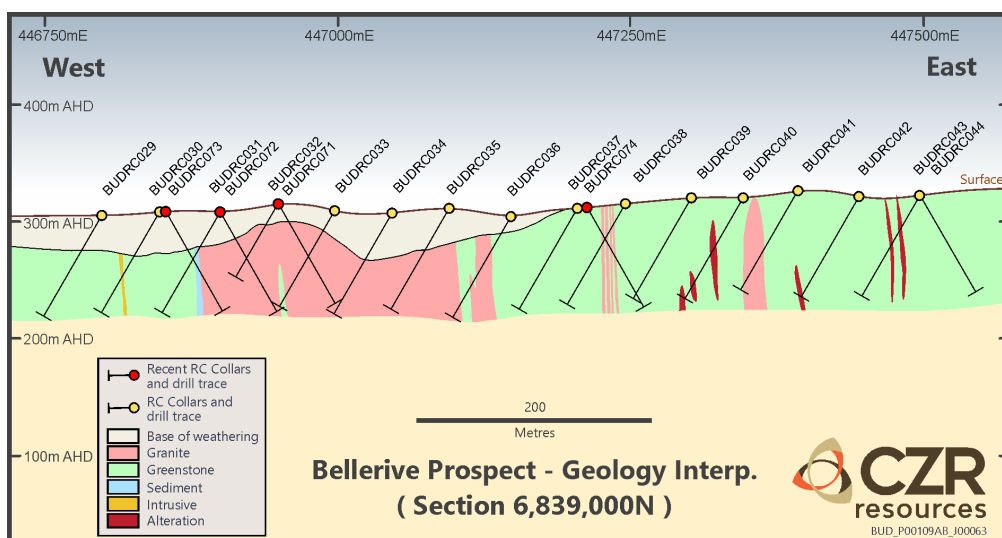 446750mE
447000mE
447250mE
447500mE
West
East
400m AHD
300m AHD
200m AHD
100m AHD
BUDRC029
BUDRC030
BUDRC073
BUDRC031
BUDRC072
BUDRC032
BUDRC071
BUDRC033
BUDRC034
BUDRC035
BUDRC036
BUDRC037
BUDRC074
BUDRC038
BUDRC039
BUDRC040
BUDRC041
BUDRC042
BUDRC043
BUDRC044
Surface
Recent RC Collars
and drill trace
RC Collars and
drill trace
Base of weathering
Granite
Greenstone
Sediment
Intrusive
Alteration
200
Metres
Bellerive Prospect - Geology Interp.
( Section 6,839,000N )
CZR
resources
BUD_P00109AB_J00063